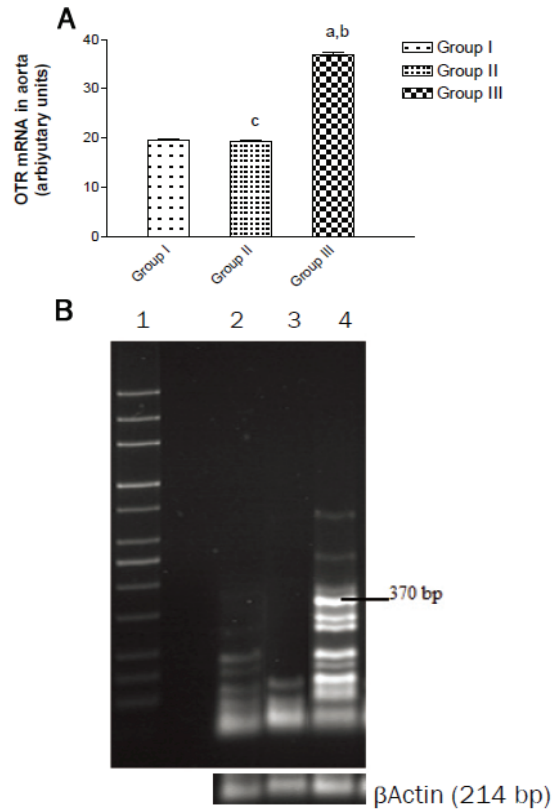 A
OTR mRNA in aorta
(arbiyutary units)
40
30
20
10
0
c
a,b
Group I
Group II
Group III
Group I
Group II
Group III
B
1 2 3 4
370 bp
βActin (214 bp)